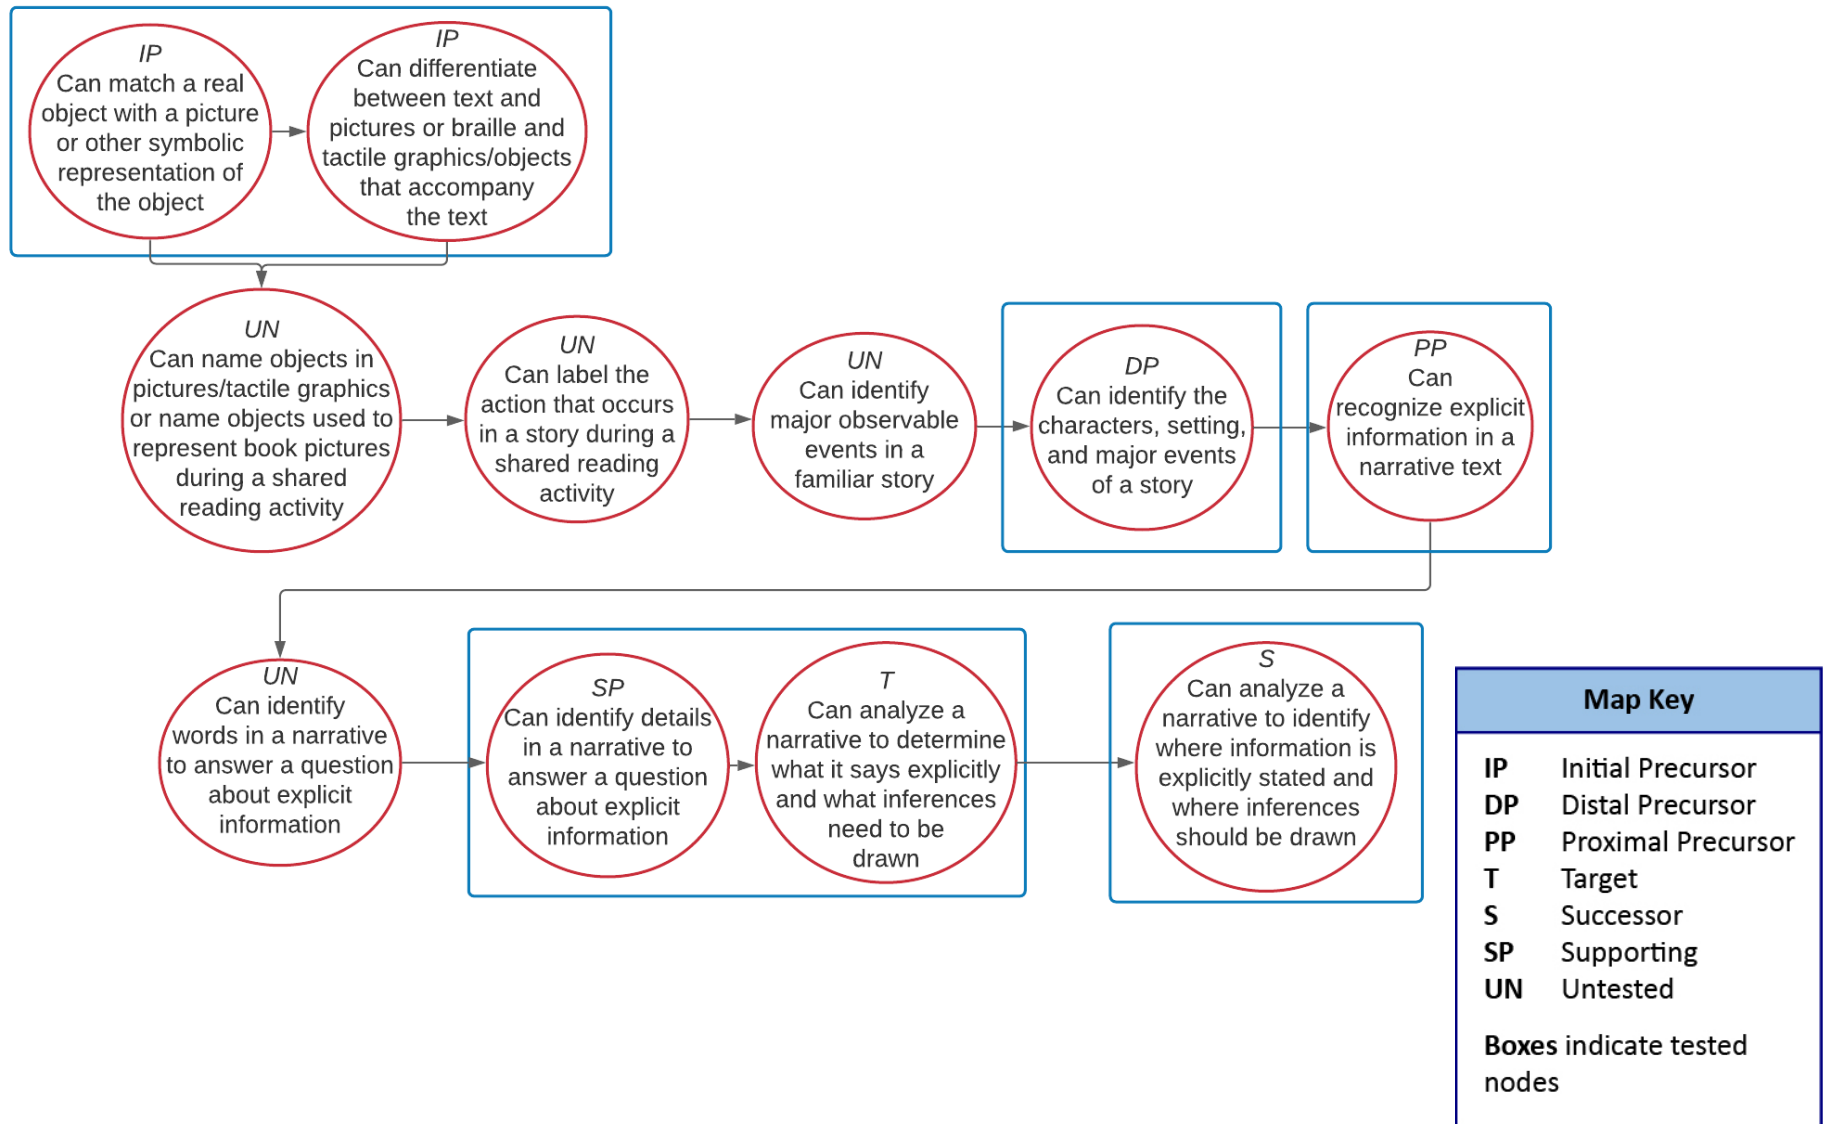 IP
Can match a real
object with a picture
or other symbolic
representation of
the object
IP
Can differentiate
between text and
pictures or braille and
tactile graphics/objects
that accompany
the text
UN
Can name objects in
pictures/tactile graphics
or name objects used to
represent book pictures
during a shared
reading activity
UN
Can label the
action that occurs
in a story during a
shared reading
activity
UN
Can identify
major observable
events in a
familiar story
DP
Can identify the
characters, setting,
and major events
of a story
PP
Can
recognize explicit
information in a
narrative text
UN
Can identify
words in a narrative
to answer a question
about explicit
information
SP
Can identify details
in a narrative to
answer a question
about explicit
information
T
Can analyze a
narrative to determine
what it says explicitly
and what inferences
need to be
drawn
S
Can analyze a
narrative to identify
where information is
explicitly stated and
where inferences
should be drawn
Map Key
IP Initial Precursor
DP Distal Precursor
PP Proximal Precursor
T Target
S Successor
SP Supporting
UN Untested
Boxes indicate tested
nodes